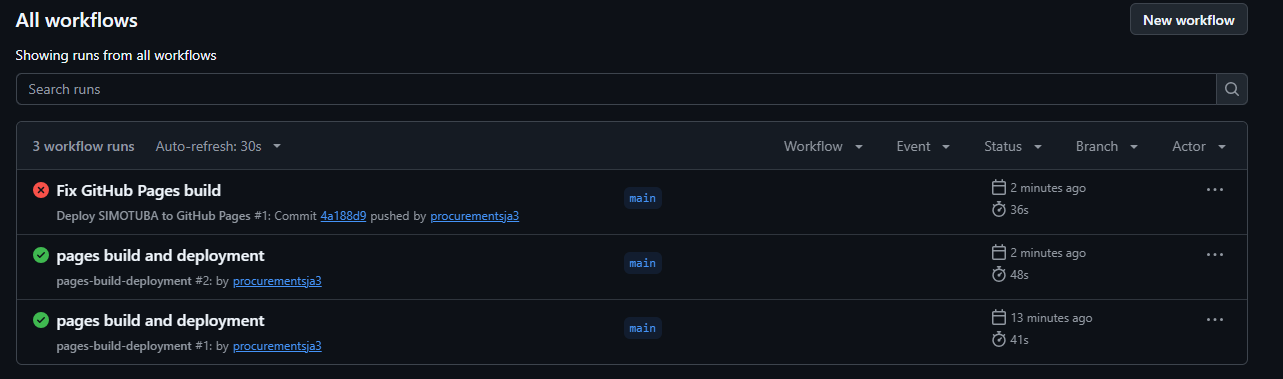 All workflows
New workflow
Showing runs from all workflows
Search runs
3 workflow runs Auto-refresh: 30s Workflow Event Status Branch Actor
Fix GitHub Pages build
main
2 minutes ago
Deploy SIMOTUBA to GitHub Pages #1: Commit 4a188d9 pushed by procurementsja3
36s
pages build and deployment
main
2 minutes ago
pages-build-deployment #2: by procurementsja3
48s
pages build and deployment
main
13 minutes ago
pages-build-deployment #1: by procurementsja3
41s